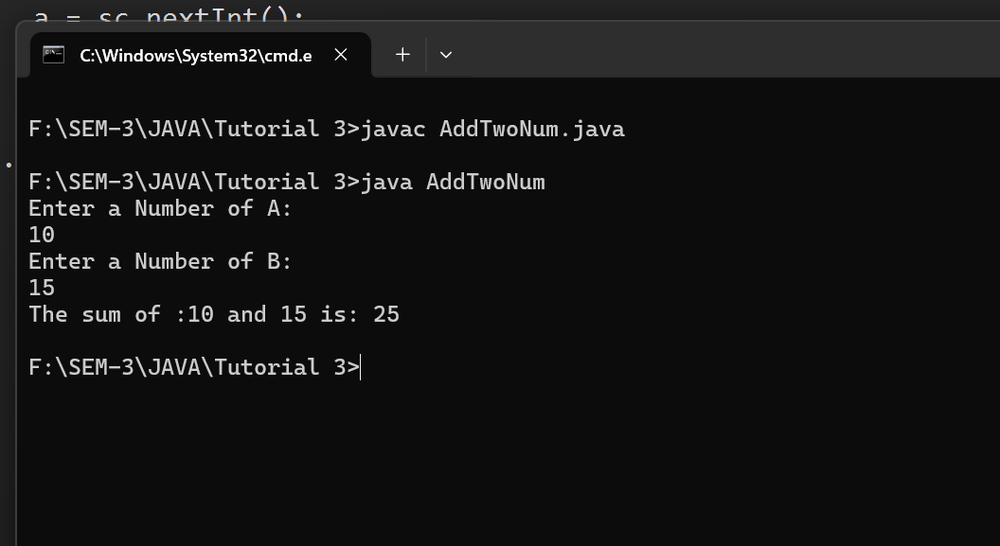 a = sc.nextInt();
C:\Windows\System32\cmd.e
F:\SEM-3\JAVA\Tutorial 3>javac AddTwoNum.java
F:\SEM-3\JAVA\Tutorial 3>java AddTwoNum
Enter a Number of A:
10
Enter a Number of B:
15
The sum of :10 and 15 is: 25
F:\SEM-3\JAVA\Tutorial 3>